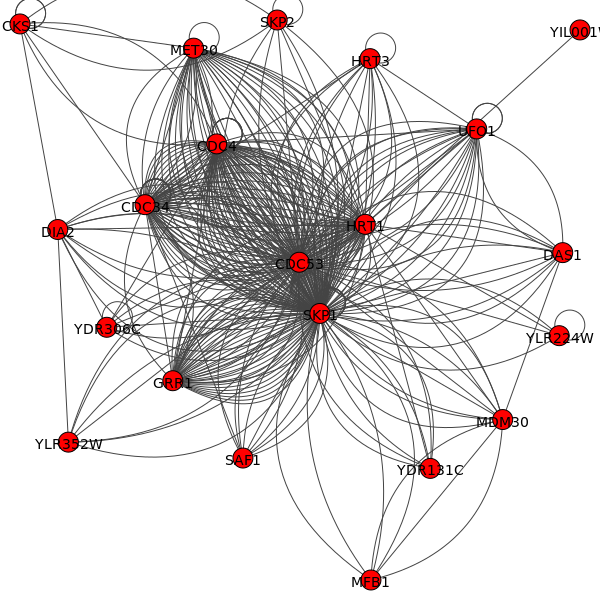 CKS1
SKP2
YIL001W
MET30
HRT3
UFO1
CDC4
CDC34
HRT1
DIA2
DAS1
CDC53
SKP1
YDR306C
YLR224W
GRR1
MDM30
YLR352W
SAF1
YDR131C
MFB1